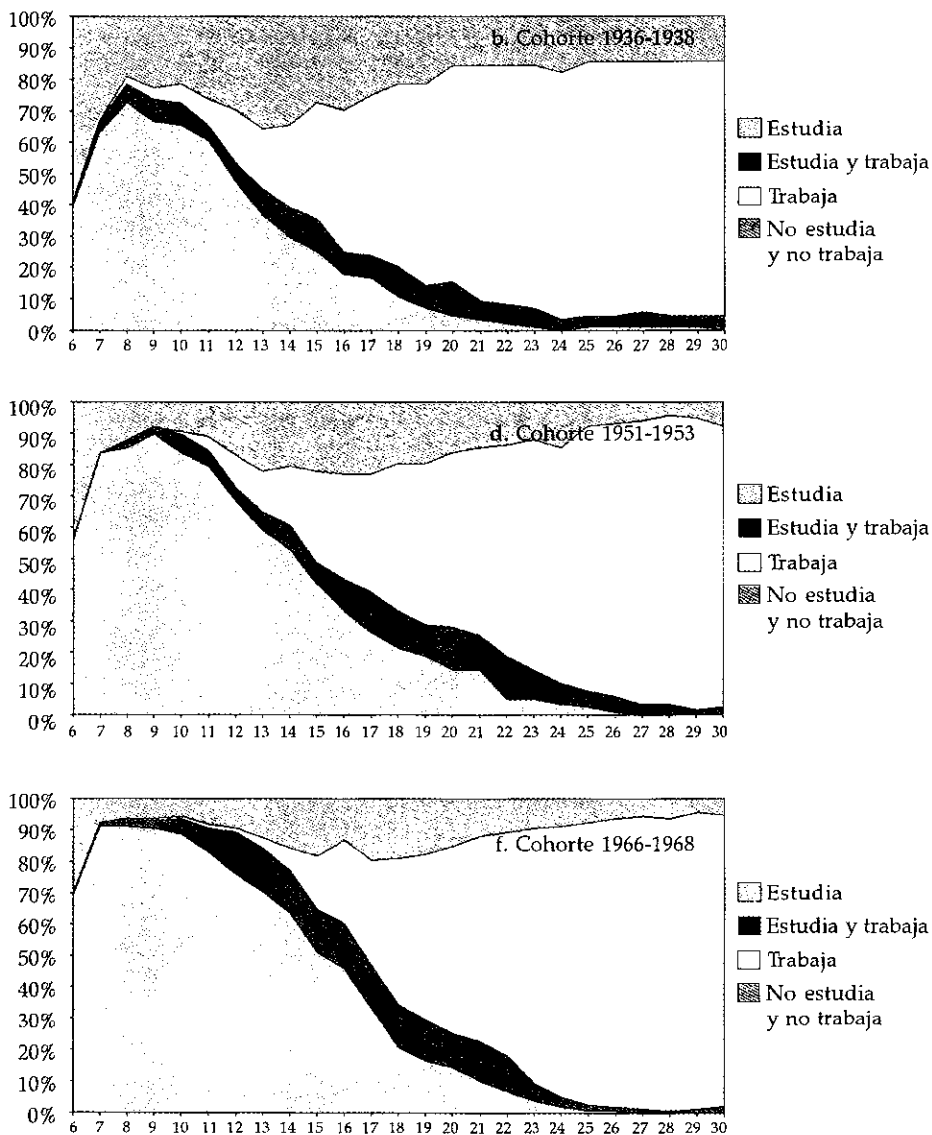 100%
90%
80%
70%
60%
50%
40%
30%
20%
10%
0%
6 7 8 9 10 11 12 13 14 15 16 17 18 19 20 21 22 23 24 25 26 27 28 29 30
b. Cohorte 1936-1938
Estudia
Estudia y trabaja
Trabaja
No estudia
y no trabaja
100%
90%
80%
70%
60%
50%
40%
30%
20%
10%
0%
6 7 8 9 10 11 12 13 14 15 16 17 18 19 20 21 22 23 24 25 26 27 28 29 30
d. Cohorte 1951-1953
Estudia
Estudia y trabaja
Trabaja
No estudia
y no trabaja
100%
90%
80%
70%
60%
50%
40%
30%
20%
10%
0%
6 7 8 9 10 11 12 13 14 15 16 17 18 19 20 21 22 23 24 25 26 27 28 29 30
f. Cohorte 1966-1968
Estudia
Estudia y trabaja
Trabaja
No estudia
y no trabaja